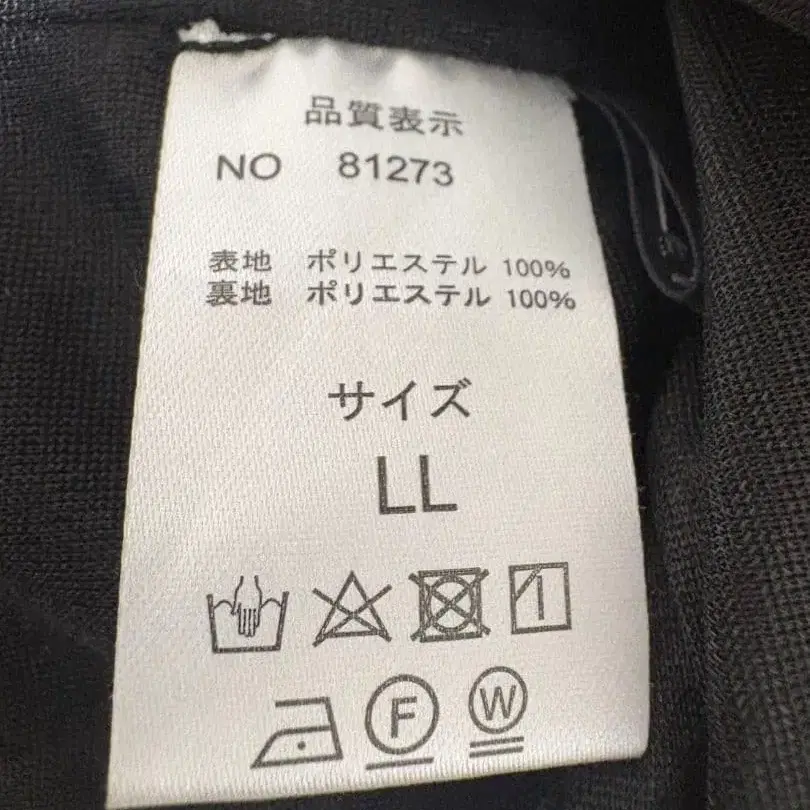 品質表示
NO 81273
表地 ポリエステル 100%
裏地 ポリエステル 100%
サイズ
LL
F W